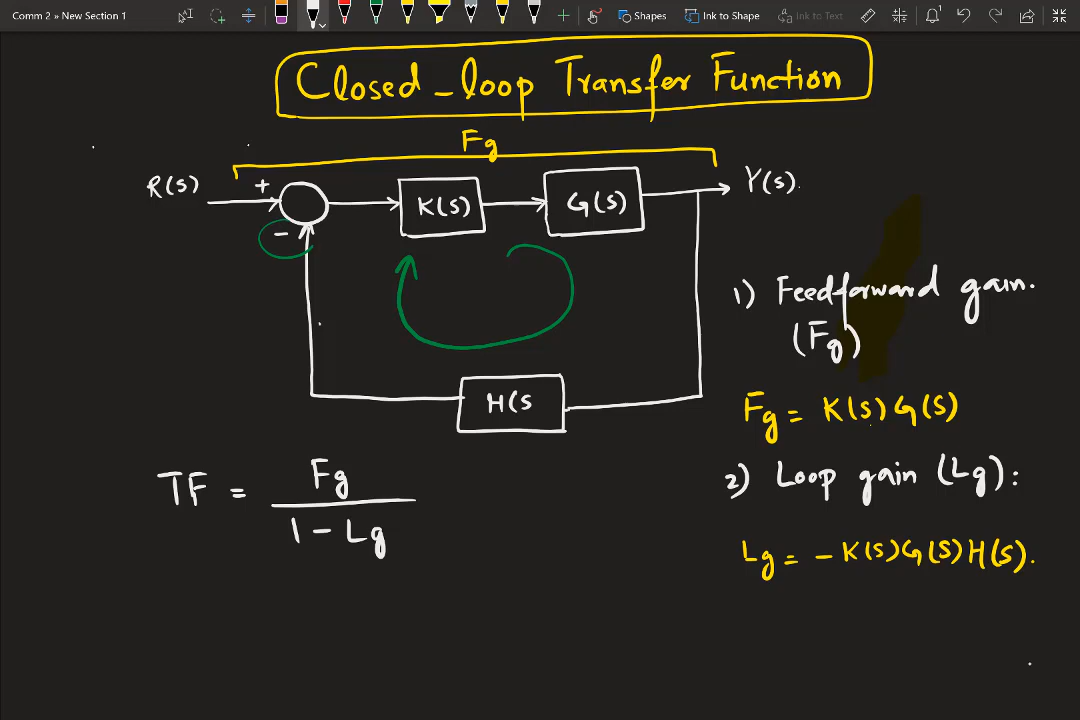 Comm 2 » New Section 1
Shapes
Ink to Shape
Ink to Text
Closed_loop Transfer Function
Fg
R(s)
+
K(s)
G(s)
Y(s).
−
H(s
1) Feedforward gain.
(Fg)
Fg = K(s)G(s)
2) Loop gain (Lg):
Lg = −K(s)G(s)H(s).
TF = Fg
1 − Lg